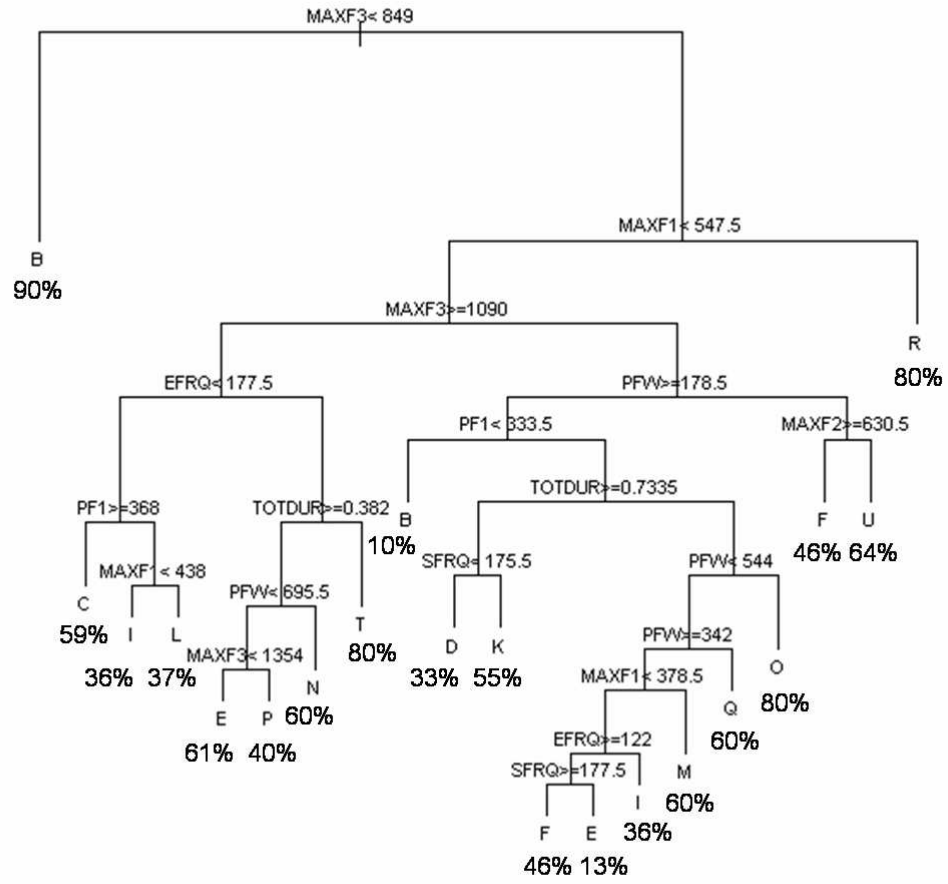 MAXF3< 849
MAXF1< 547.5
B
90%
MAXF3>=1090
R
80%
EFRQ< 177.5
PFW>=178.5
PF1< 333.5
MAXF2>=630.5
TOTDUR>=0.7335
PF1>=368
TOTDUR>=0.382
B
F
U
10%
46%
64%
MAXF1< 438
SFRQ< 175.5
PFW< 544
PFW< 695.5
C
59%
I
L
T
80%
36%
37%
D
K
33%
55%
PFW>=342
O
80%
MAXF3< 1354
N
60%
MAXF1< 378.5
E
P
Q
60%
61%
40%
EFRQ>=122
SFRQ>=177.5
M
60%
I
36%
F
E
46%
13%